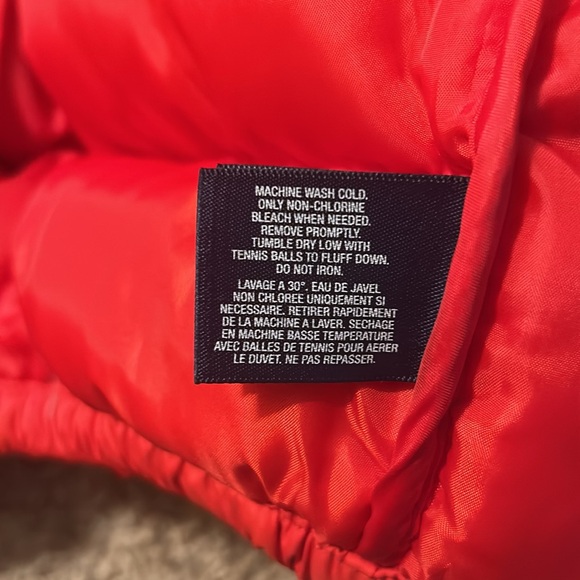 MACHINE WASH COLD.
ONLY NON-CHLORINE
BLEACH WHEN NEEDED.
REMOVE PROMPTLY.
TUMBLE DRY LOW WITH
TENNIS BALLS TO FLUFF DOWN.
DO NOT IRON.
LAVAGE A 30°. EAU DE JAVEL
NON CHLOREE UNIQUEMENT SI
NECESSAIRE. RETIRER RAPIDEMENT
DE LA MACHINE A LAVER. SECHAGE
EN MACHINE BASSE TEMPERATURE
AVEC BALLES DE TENNIS POUR AERER
LE DUVET. NE PAS REPASSER.